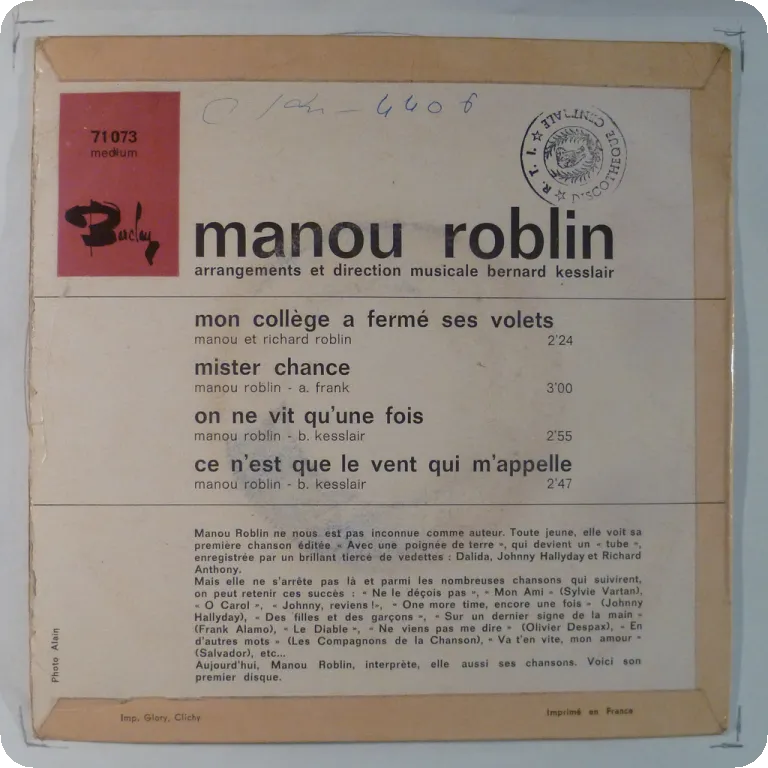 4406
71073
medium
Barclay
R. T. I. DISCOTHEQUE CENTRALE
manou roblin
arrangements et direction musicale bernard kesslair
mon collège a fermé ses volets
manou et richard roblin 2'24
mister chance
manou roblin - a. frank 3'00
on ne vit qu'une fois
manou roblin - b. kesslair 2'55
ce n'est que le vent qui m'appelle
manou roblin - b. kesslair 2'47
Manou Roblin ne nous est pas inconnue comme auteur. Toute jeune, elle voit sa
première chanson éditée « Avec une poignée de terre », qui devient un « tube »,
enregistrée par un brillant tiercé de vedettes : Dalida, Johnny Hallyday et Richard
Anthony.
Mais elle ne s'arrête pas là et parmi les nombreuses chansons qui suivirent,
on peut retenir ces succès : « Ne le déçois pas », « Mon Ami » (Sylvie Vartan),
« O Carol », « Johnny, reviens ! », « One more time, encore une fois » (Johnny
Hallyday), « Des filles et des garçons », « Sur un dernier signe de la main »
(Frank Alamo), « Le Diable », « Ne viens pas me dire » (Olivier Despax), « En
d'autres mots » (Les Compagnons de la Chanson), « Va t'en vite, mon amour »
(Salvador), etc...
Aujourd'hui, Manou Roblin, interprète, elle aussi ses chansons. Voici son
premier disque.
Photo Alain
Imp. Glory, Clichy
Imprimé en France